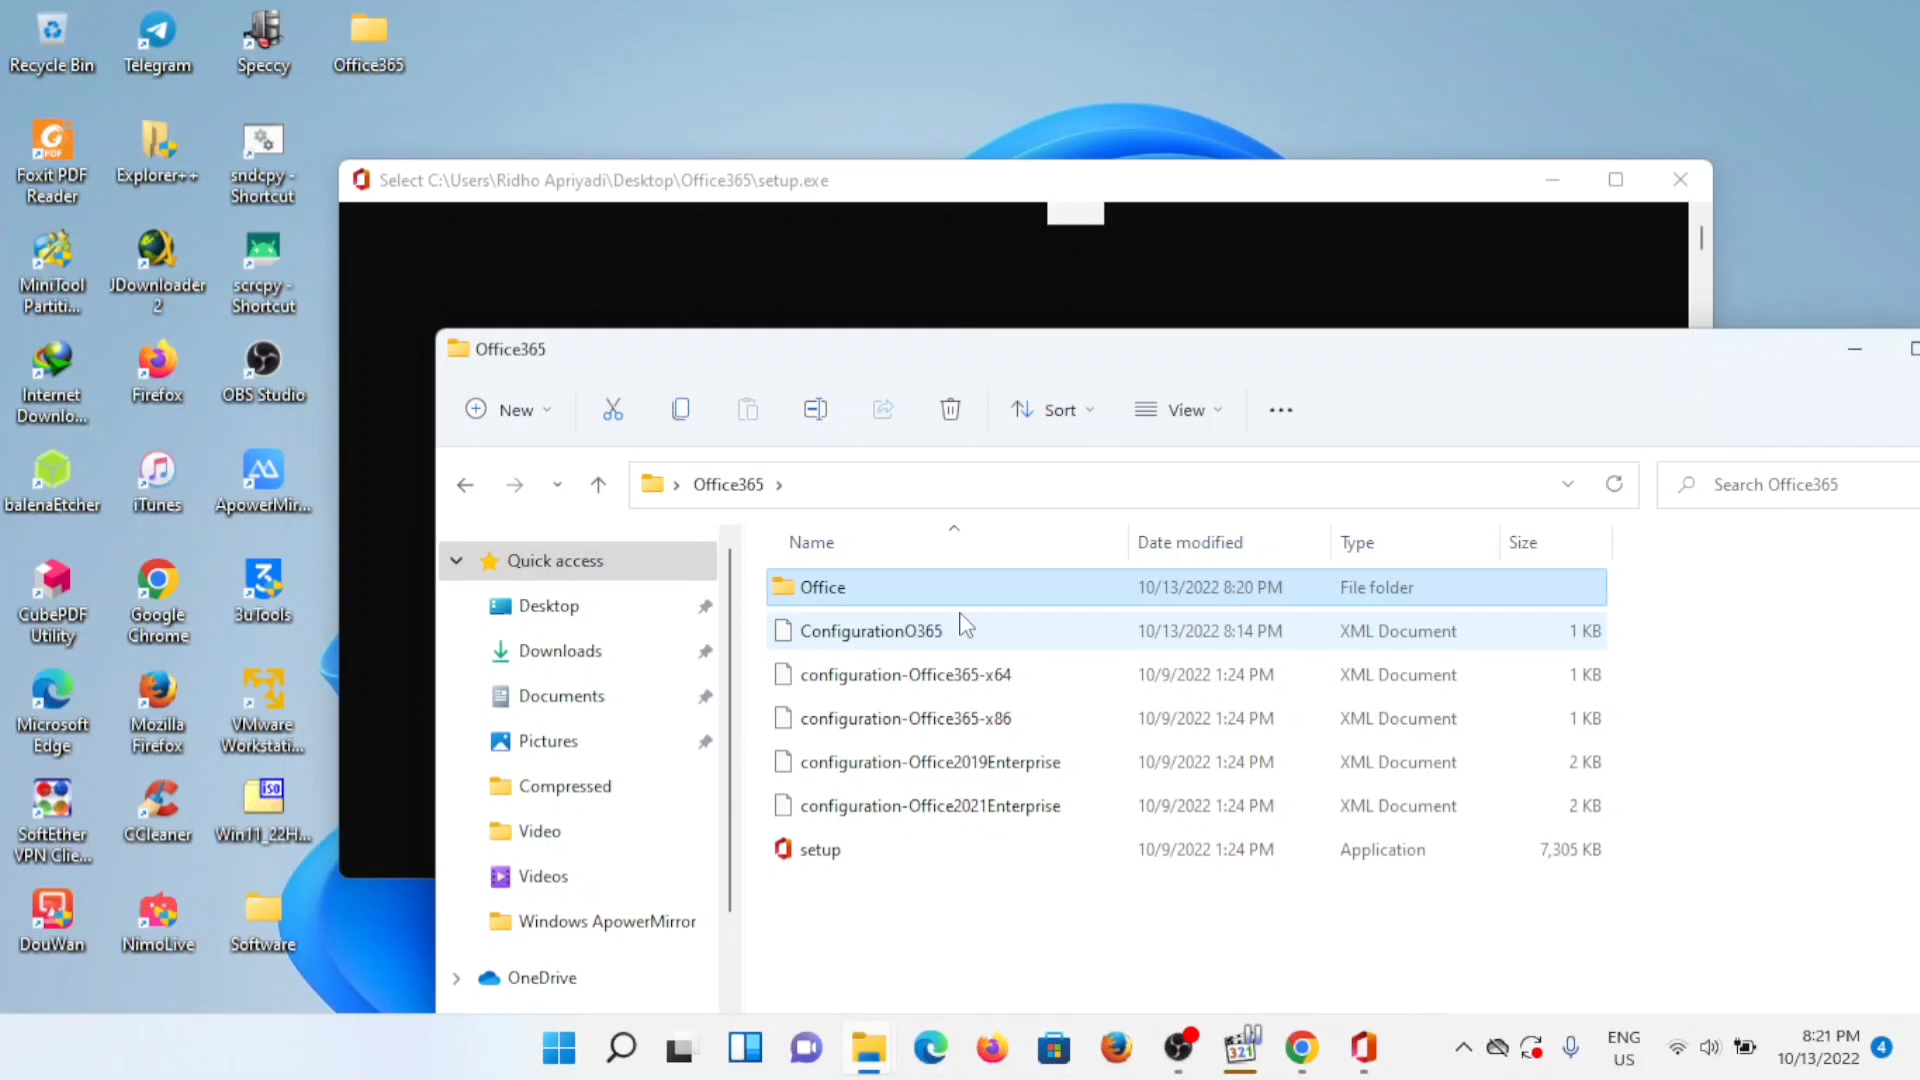 Recycle Bin
Telegram
Speccy
Office365
Foxit PDF
Reader
Explorer++
sndcpy -
Shortcut
MiniTool
Partiti...
JDownloader
2
scrcpy -
Shortcut
Internet
Downlo...
Firefox
OBS Studio
balenaEtcher
iTunes
ApowerMir...
CubePDF
Utility
Google
Chrome
3uTools
Microsoft
Edge
Mozilla
Firefox
VMware
Workstati...
SoftEther
VPN Clie...
CCleaner
ISO
Win11_22H...
DouWan
NimoLive
Software
Select C:\Users\Ridho Apriyadi\Desktop\Office365\setup.exe
Office365
New
Sort
View
Office365
Search Office365
Quick access
Desktop
Downloads
Documents
Pictures
Compressed
Video
Videos
Windows ApowerMirror
OneDrive
Name Date modified Type Size
Office 10/13/2022 8:20 PM File folder
ConfigurationO365 10/13/2022 8:14 PM XML Document 1 KB
configuration-Office365-x64 10/9/2022 1:24 PM XML Document 1 KB
configuration-Office365-x86 10/9/2022 1:24 PM XML Document 1 KB
configuration-Office2019Enterprise 10/9/2022 1:24 PM XML Document 2 KB
configuration-Office2021Enterprise 10/9/2022 1:24 PM XML Document 2 KB
setup 10/9/2022 1:24 PM Application 7,305 KB
321
ENG
US
8:21 PM
10/13/2022
4